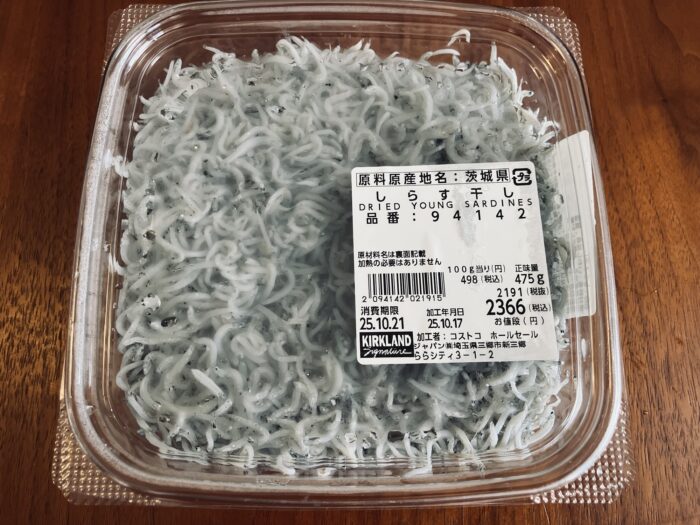 原料原産地名：茨城県 プラ
しらす干し
DRIED YOUNG SARDINES
品番：94142
原材料名は裏面記載
加熱の必要はありません
100g当り(円) 正味量
498(税込) 475g
2191(税抜)
2 094142 021915
2366(税込)
消費期限 加工年月日 お値段(円)
25.10.21 25.10.17
KIRKLAND Signature
加工者：コストコ ホールセール
ジャパン㈱埼玉県三郷市新三郷
ららシティ3-1-2